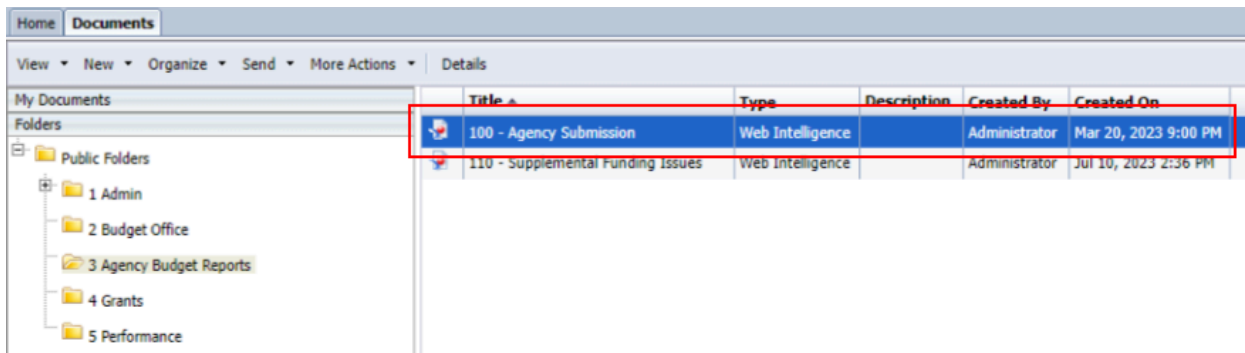 Home Documents
View New Organize Send More Actions Details
My Documents
Folders
Public Folders
1 Admin
2 Budget Office
3 Agency Budget Reports
4 Grants
5 Performance
Title Type Description Created By Created On
100 - Agency Submission Web Intelligence Administrator Mar 20, 2023 9:00 PM
110 - Supplemental Funding Issues Web Intelligence Administrator Jul 10, 2023 2:36 PM